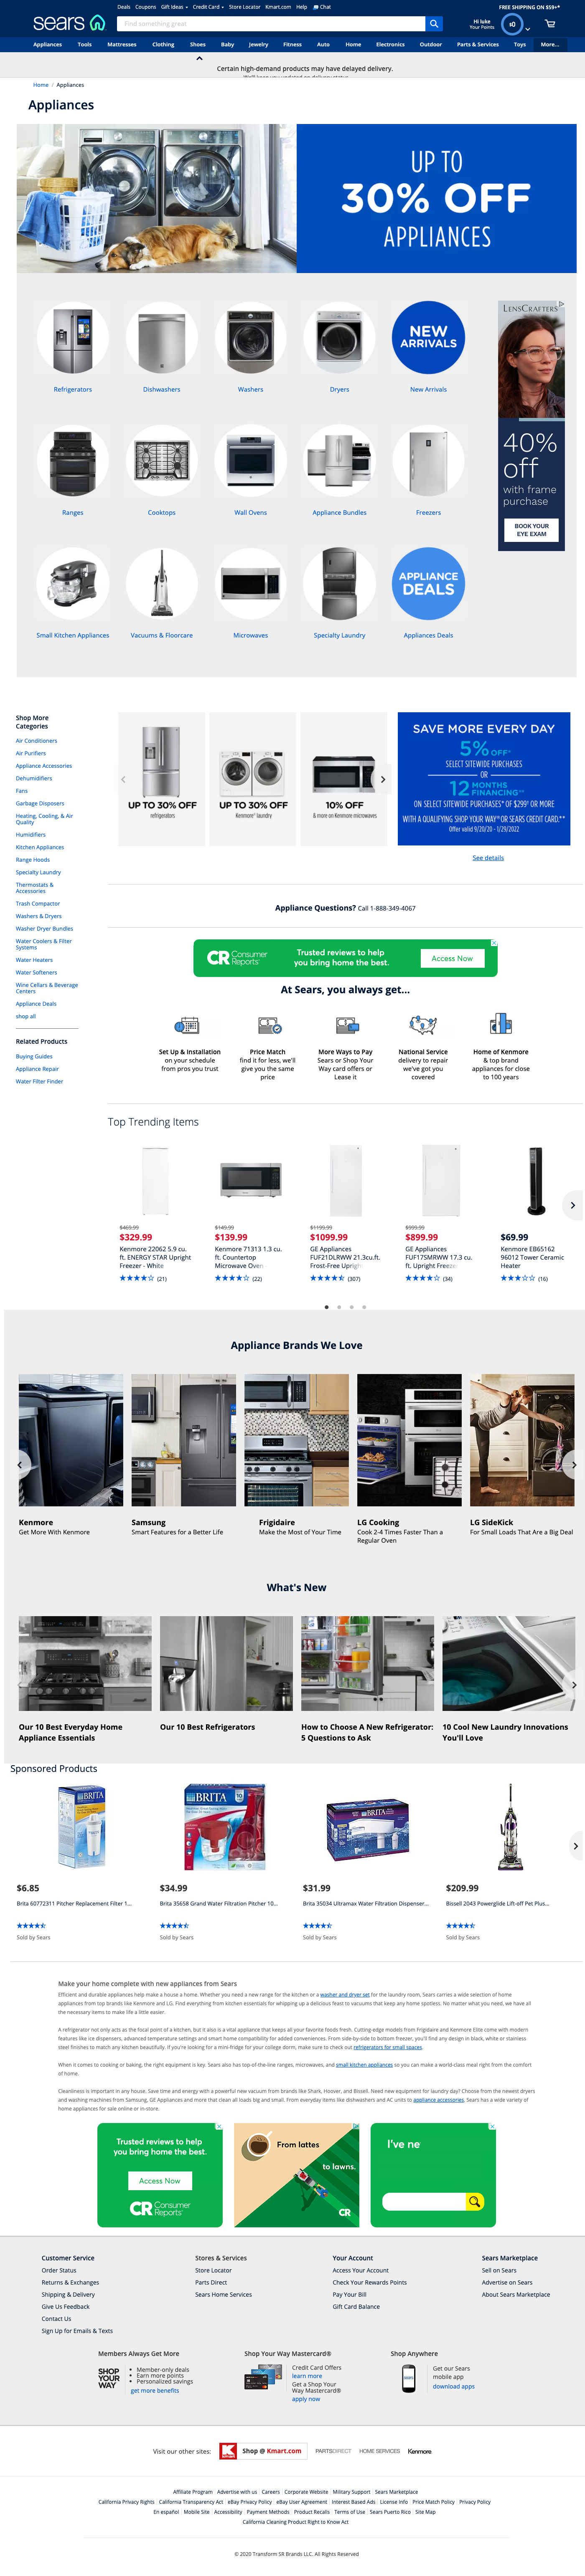 Deals Coupons Gift Ideas Credit Card Store Locator Kmart.com Help Chat FREE SHIPPING ON $59+*
sears
Find something great
Hi luke
Your Points
Appliances Tools Mattresses Clothing Shoes Baby Jewelry Fitness Auto Home Electronics Outdoor Parts & Services Toys More...
Certain high-demand products may have delayed delivery.
Home / Appliances
Appliances
UP TO
30% OFF
APPLIANCES
Refrigerators Dishwashers Washers Dryers
NEW
ARRIVALS
New Arrivals
LENSCRAFTERS
40%
off
with frame
purchase
BOOK YOUR
EYE EXAM
Ranges Cooktops Wall Ovens Appliance Bundles Freezers
APPLIANCE
DEALS
Small Kitchen Appliances Vacuums & Floorcare Microwaves Specialty Laundry Appliances Deals
Shop More
Categories
Air Conditioners
Air Purifiers
Appliance Accessories
Dehumidifiers
Fans
Garbage Disposers
Heating, Cooling, & Air
Quality
Humidifiers
Kitchen Appliances
Range Hoods
Specialty Laundry
Thermostats &
Accessories
Trash Compactor
Washers & Dryers
Washer Dryer Bundles
Water Coolers & Filter
Systems
Water Heaters
Water Softeners
Wine Cellars & Beverage
Centers
Appliance Deals
shop all
Related Products
Buying Guides
Appliance Repair
Water Filter Finder
UP TO 30% OFF
refrigerators
UP TO 30% OFF
Kenmore® laundry
10% OFF
& more on Kenmore microwaves
SAVE MORE EVERY DAY
5% OFF
SELECT SITEWIDE PURCHASES
OR
12 MONTHS
FINANCING
ON SELECT SITEWIDE PURCHASES OF $299 OR MORE
WITH A QUALIFYING SHOP YOUR WAY OR SEARS CREDIT CARD.
Offer valid 9/20/20 - 1/29/2022
See details
Appliance Questions? Call 1-888-349-4067
CR Consumer Reports
Trusted reviews to help
you bring home the best.
Access Now
At Sears, you always get...
Set Up & Installation
on your schedule
from pros you trust
Price Match
find it for less, we'll
give you the same
price
More Ways to Pay
Sears or Shop Your
Way card offers or
Lease it
National Service
delivery to repair
we've got you
covered
Home of Kenmore
& top brand
appliances for close
to 100 years
Top Trending Items
$469.99
$329.99
Kenmore 22062 5.9 cu.
ft. ENERGY STAR Upright
Freezer - White
(21)
$149.99
$139.99
Kenmore 71313 1.3 cu.
ft. Countertop
Microwave Oven
(22)
$1199.99
$1099.99
GE Appliances
FUF21DLRWW 21.3cu.ft.
Frost-Free Upright
(307)
$999.99
$899.99
GE Appliances
FUF17SMRWW 17.3 cu.
ft. Upright Freezer
(34)
$69.99
Kenmore EB65162
96012 Tower Ceramic
Heater
(16)
Appliance Brands We Love
Kenmore
Get More With Kenmore
Samsung
Smart Features for a Better Life
Frigidaire
Make the Most of Your Time
LG Cooking
Cook 2-4 Times Faster Than a
Regular Oven
LG SideKick
For Small Loads That Are a Big Deal
What's New
Our 10 Best Everyday Home
Appliance Essentials
Our 10 Best Refrigerators
How to Choose A New Refrigerator:
5 Questions to Ask
10 Cool New Laundry Innovations
You'll Love
Sponsored Products
BRITA
BRITA
BRITA
$6.85
Brita 60772311 Pitcher Replacement Filter 1...
Sold by Sears
$34.99
Brita 35658 Grand Water Filtration Pitcher 10...
Sold by Sears
$31.99
Brita 35034 Ultramax Water Filtration Dispenser...
Sold by Sears
$209.99
Bissell 2043 Powerglide Lift-off Pet Plus...
Sold by Sears
Make your home complete with new appliances from Sears
Efficient and durable appliances help make a house a home. Whether you need a new range for the kitchen or a washer and dryer set for the laundry room, Sears carries a wide selection of home
appliances from top brands like Kenmore and LG. Find everything from kitchen essentials for whipping up a delicious feast to vacuums that keep any home spotless. No matter what you need, we have all
the necessary items to make life a little easier.
A refrigerator not only acts as the focal point of a kitchen, but it also is a vital appliance that keeps all your favorite foods fresh. Cutting-edge models from Frigidaire and Kenmore Elite come with modern
features like ice dispensers, advanced temperature settings and smart home compatibility for added conveniences. From side-by-side to bottom freezer, you'll find any design in black, white or stainless
steel finishes to match any kitchen beautifully. If you're looking for a mini-fridge for your college dorm, make sure to check out refrigerators for small spaces.
When it comes to cooking or baking, the right equipment is key. Sears also has top-of-the-line ranges, microwaves, and small kitchen appliances so you can make a world-class meal right from the comfort
of home.
Cleanliness is important in any living space. Save time and energy with a powerful new vacuum from brands like Shark, Hoover, and Bissell. Need new equipment for laundry day? Choose from the newest dryers
and washing machines from Samsung, GE Appliances and more that clean all loads big and small. From everyday items like dishwashers and AC units to appliance accessories, Sears has a wide variety of
home appliances for sale online or in-store.
Trusted reviews to help
you bring home the best.
Access Now
CR Consumer Reports
From lattes
to lawns.
CR
I've ne
Customer Service
Order Status
Returns & Exchanges
Shipping & Delivery
Give Us Feedback
Contact Us
Sign Up for Emails & Texts
Stores & Services
Store Locator
Parts Direct
Sears Home Services
Your Account
Access Your Account
Check Your Rewards Points
Pay Your Bill
Gift Card Balance
Sears Marketplace
Sell on Sears
Advertise on Sears
About Sears Marketplace
Members Always Get More
SHOP
YOUR
WAY
Member-only deals
Earn more points
Personalized savings
get more benefits
Shop Your Way Mastercard®
Credit Card Offers
learn more
Get a Shop Your
Way Mastercard®
apply now
Shop Anywhere
Get our Sears
mobile app
download apps
Visit our other sites: kmart Shop @ Kmart.com PARTSDIRECT HOME SERVICES Kenmore
Affiliate Program Advertise with us Careers Corporate Website Military Support Sears Marketplace
California Privacy Rights California Transparency Act eBay Privacy Policy eBay User Agreement Interest Based Ads License Info Price Match Policy Privacy Policy
En español Mobile Site Accessibility Payment Methods Product Recalls Terms of Use Sears Puerto Rico Site Map
California Cleaning Product Right to Know Act
© 2020 Transform SR Brands LLC. All Rights Reserved